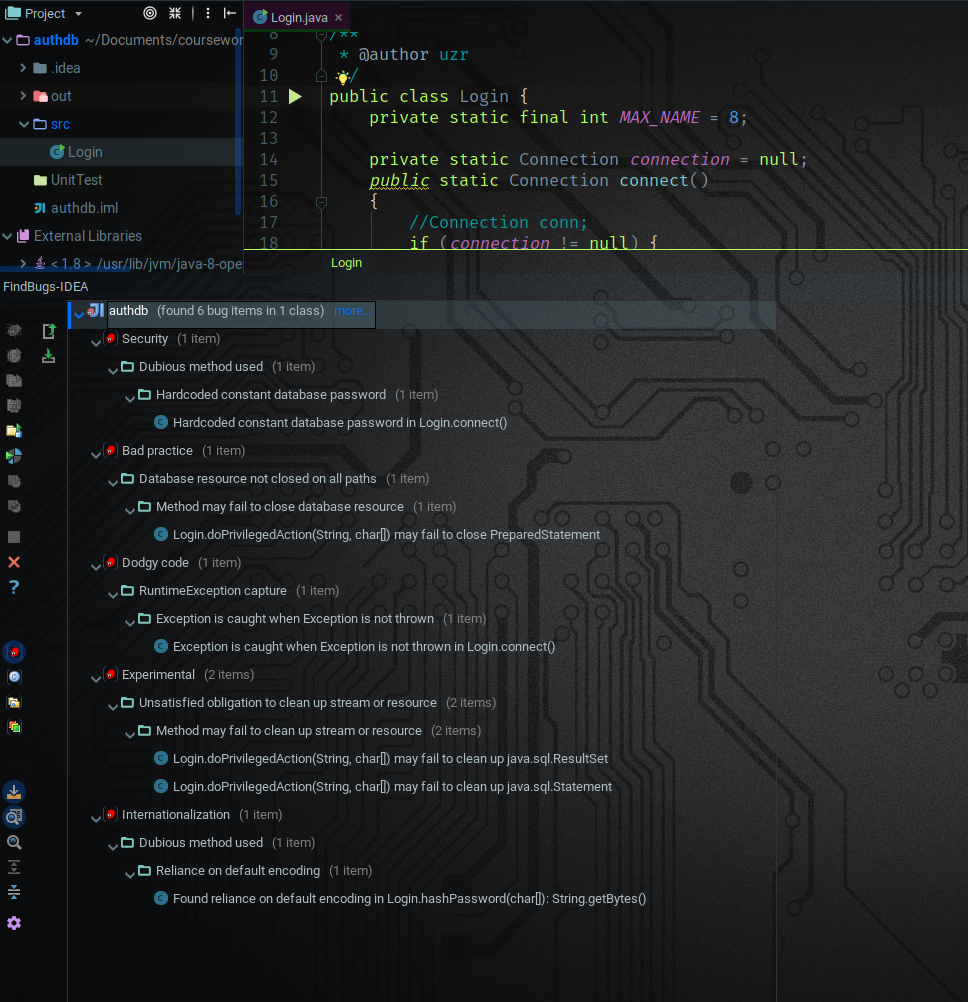 Project
Login.java
authdb ~/Documents/coursewor
.idea
out
src
Login
UnitTest
authdb.iml
External Libraries
< 1.8 > /usr/lib/jvm/java-8-ope
8 /**
9 * @author uzr
10 */
11 public class Login {
12 private static final int MAX_NAME = 8;
13
14 private static Connection connection = null;
15 public static Connection connect()
16 {
17 //Connection conn;
18 if (connection != null) {
Login
FindBugs-IDEA
authdb (found 6 bug items in 1 class) more...
Security (1 item)
Dubious method used (1 item)
Hardcoded constant database password (1 item)
C Hardcoded constant database password in Login.connect()
Bad practice (1 item)
Database resource not closed on all paths (1 item)
Method may fail to close database resource (1 item)
C Login.doPrivilegedAction(String, char[]) may fail to close PreparedStatement
Dodgy code (1 item)
RuntimeException capture (1 item)
Exception is caught when Exception is not thrown (1 item)
C Exception is caught when Exception is not thrown in Login.connect()
Experimental (2 items)
Unsatisfied obligation to clean up stream or resource (2 items)
Method may fail to clean up stream or resource (2 items)
C Login.doPrivilegedAction(String, char[]) may fail to clean up java.sql.ResultSet
C Login.doPrivilegedAction(String, char[]) may fail to clean up java.sql.Statement
Internationalization (1 item)
Dubious method used (1 item)
Reliance on default encoding (1 item)
C Found reliance on default encoding in Login.hashPassword(char[]): String.getBytes()